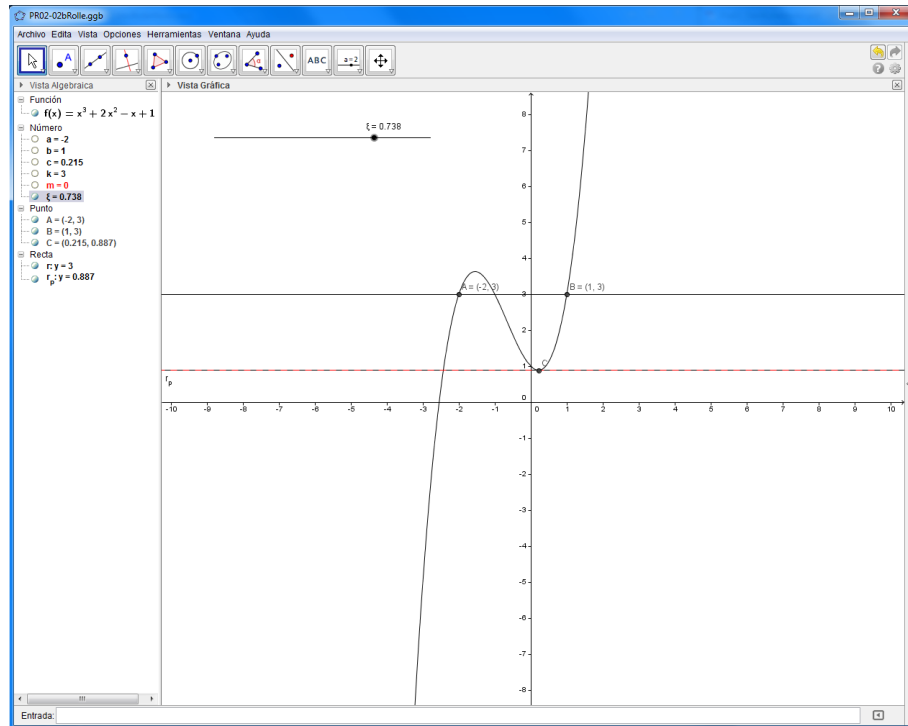 PR02-02bRolle.ggb
Archivo Edita Vista Opciones Herramientas Ventana Ayuda
A
α
ABC
a=2
Vista Algebraica
Función
f(x) = x³ + 2 x² − x + 1
Número
a = -2
b = 1
c = 0.215
k = 3
m = 0
ξ = 0.738
Punto
A = (-2, 3)
B = (1, 3)
C = (0.215, 0.887)
Recta
r: y = 3
rₚ: y = 0.887
Vista Gráfica
ξ = 0.738
8
7
6
5
4
A = (-2, 3)
3
B = (1, 3)
2
1
C
rₚ
0
-10 -9 -8 -7 -6 -5 -4 -3 -2 -1 0 1 2 3 4 5 6 7 8 9 10
-1
-2
-3
-4
-5
-6
-7
-8
Entrada: